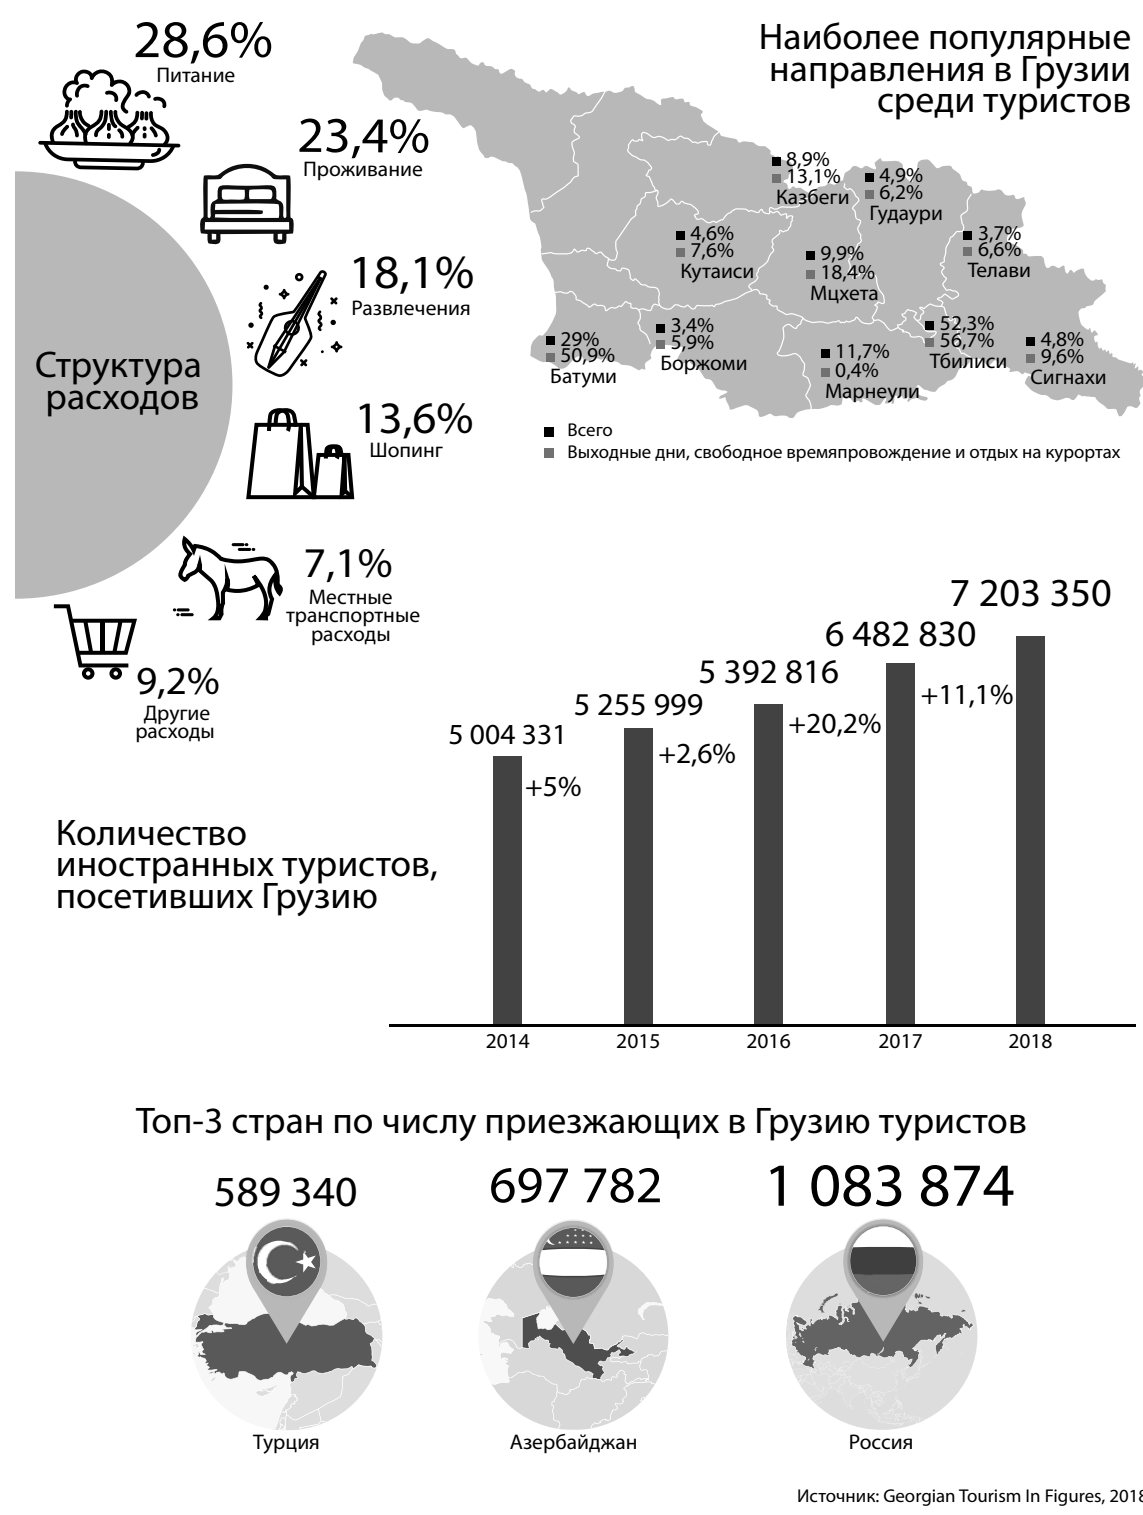 28,6%
Питание
23,4%
Проживание
18,1%
Развлечения
Структура
расходов
13,6%
Шопинг
7,1%
Местные
транспортные
расходы
9,2%
Другие
расходы
Наиболее популярные
направления в Грузии
среди туристов
8,9%
13,1%
Казбеги
4,9%
6,2%
Гудаури
4,6%
7,6%
Кутаиси
9,9%
18,4%
Мцхета
3,7%
6,6%
Телави
29%
50,9%
Батуми
3,4%
5,9%
Боржоми
11,7%
0,4%
Марнеули
52,3%
56,7%
Тбилиси
4,8%
9,6%
Сигнахи
Всего
Выходные дни, свободное времяпровождение и отдых на курортах
Количество
иностранных туристов,
посетивших Грузию
5 004 331
+5%
5 255 999
+2,6%
5 392 816
+20,2%
6 482 830
+11,1%
7 203 350
2014 2015 2016 2017 2018
Топ-3 стран по числу приезжающих в Грузию туристов
589 340
697 782
1 083 874
Турция
Азербайджан
Россия
Источник: Georgian Tourism In Figures, 2018